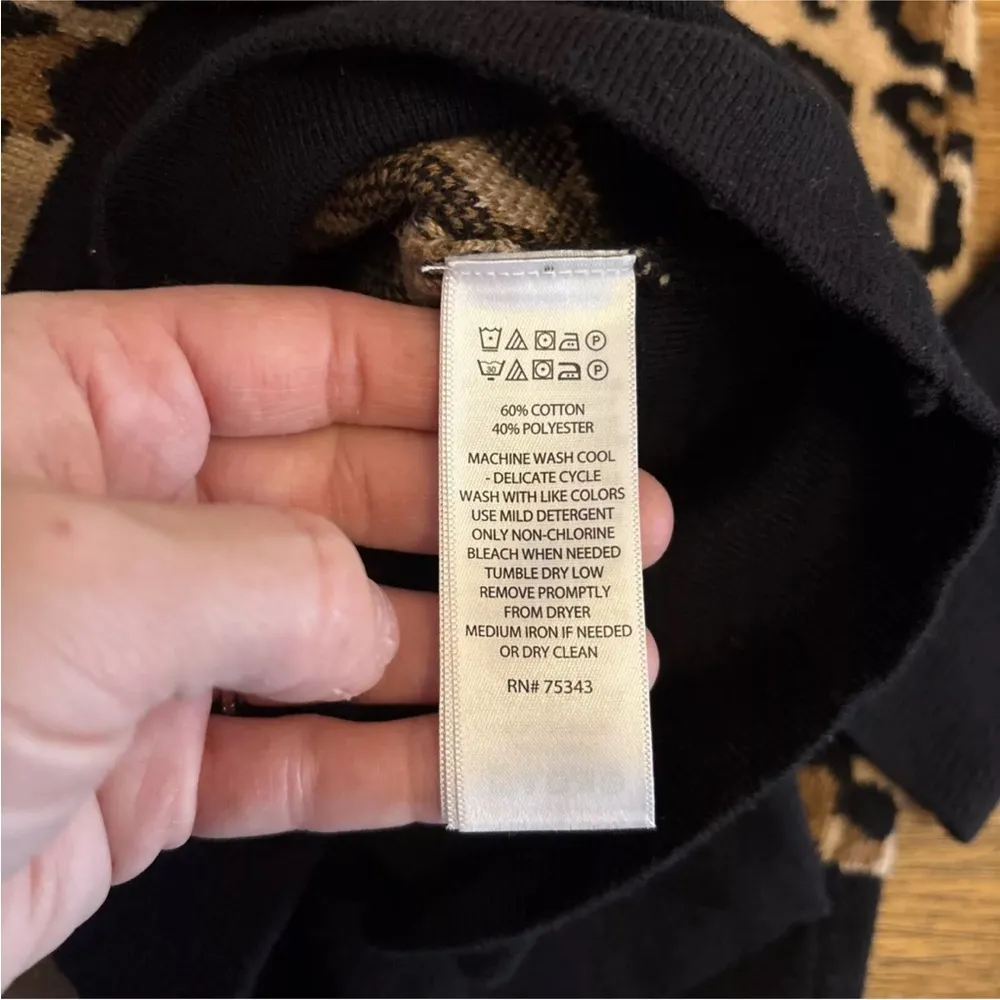 P
30 P
60% COTTON
40% POLYESTER
MACHINE WASH COOL
- DELICATE CYCLE
WASH WITH LIKE COLORS
USE MILD DETERGENT
ONLY NON-CHLORINE
BLEACH WHEN NEEDED
TUMBLE DRY LOW
REMOVE PROMPTLY
FROM DRYER
MEDIUM IRON IF NEEDED
OR DRY CLEAN
RN# 75343